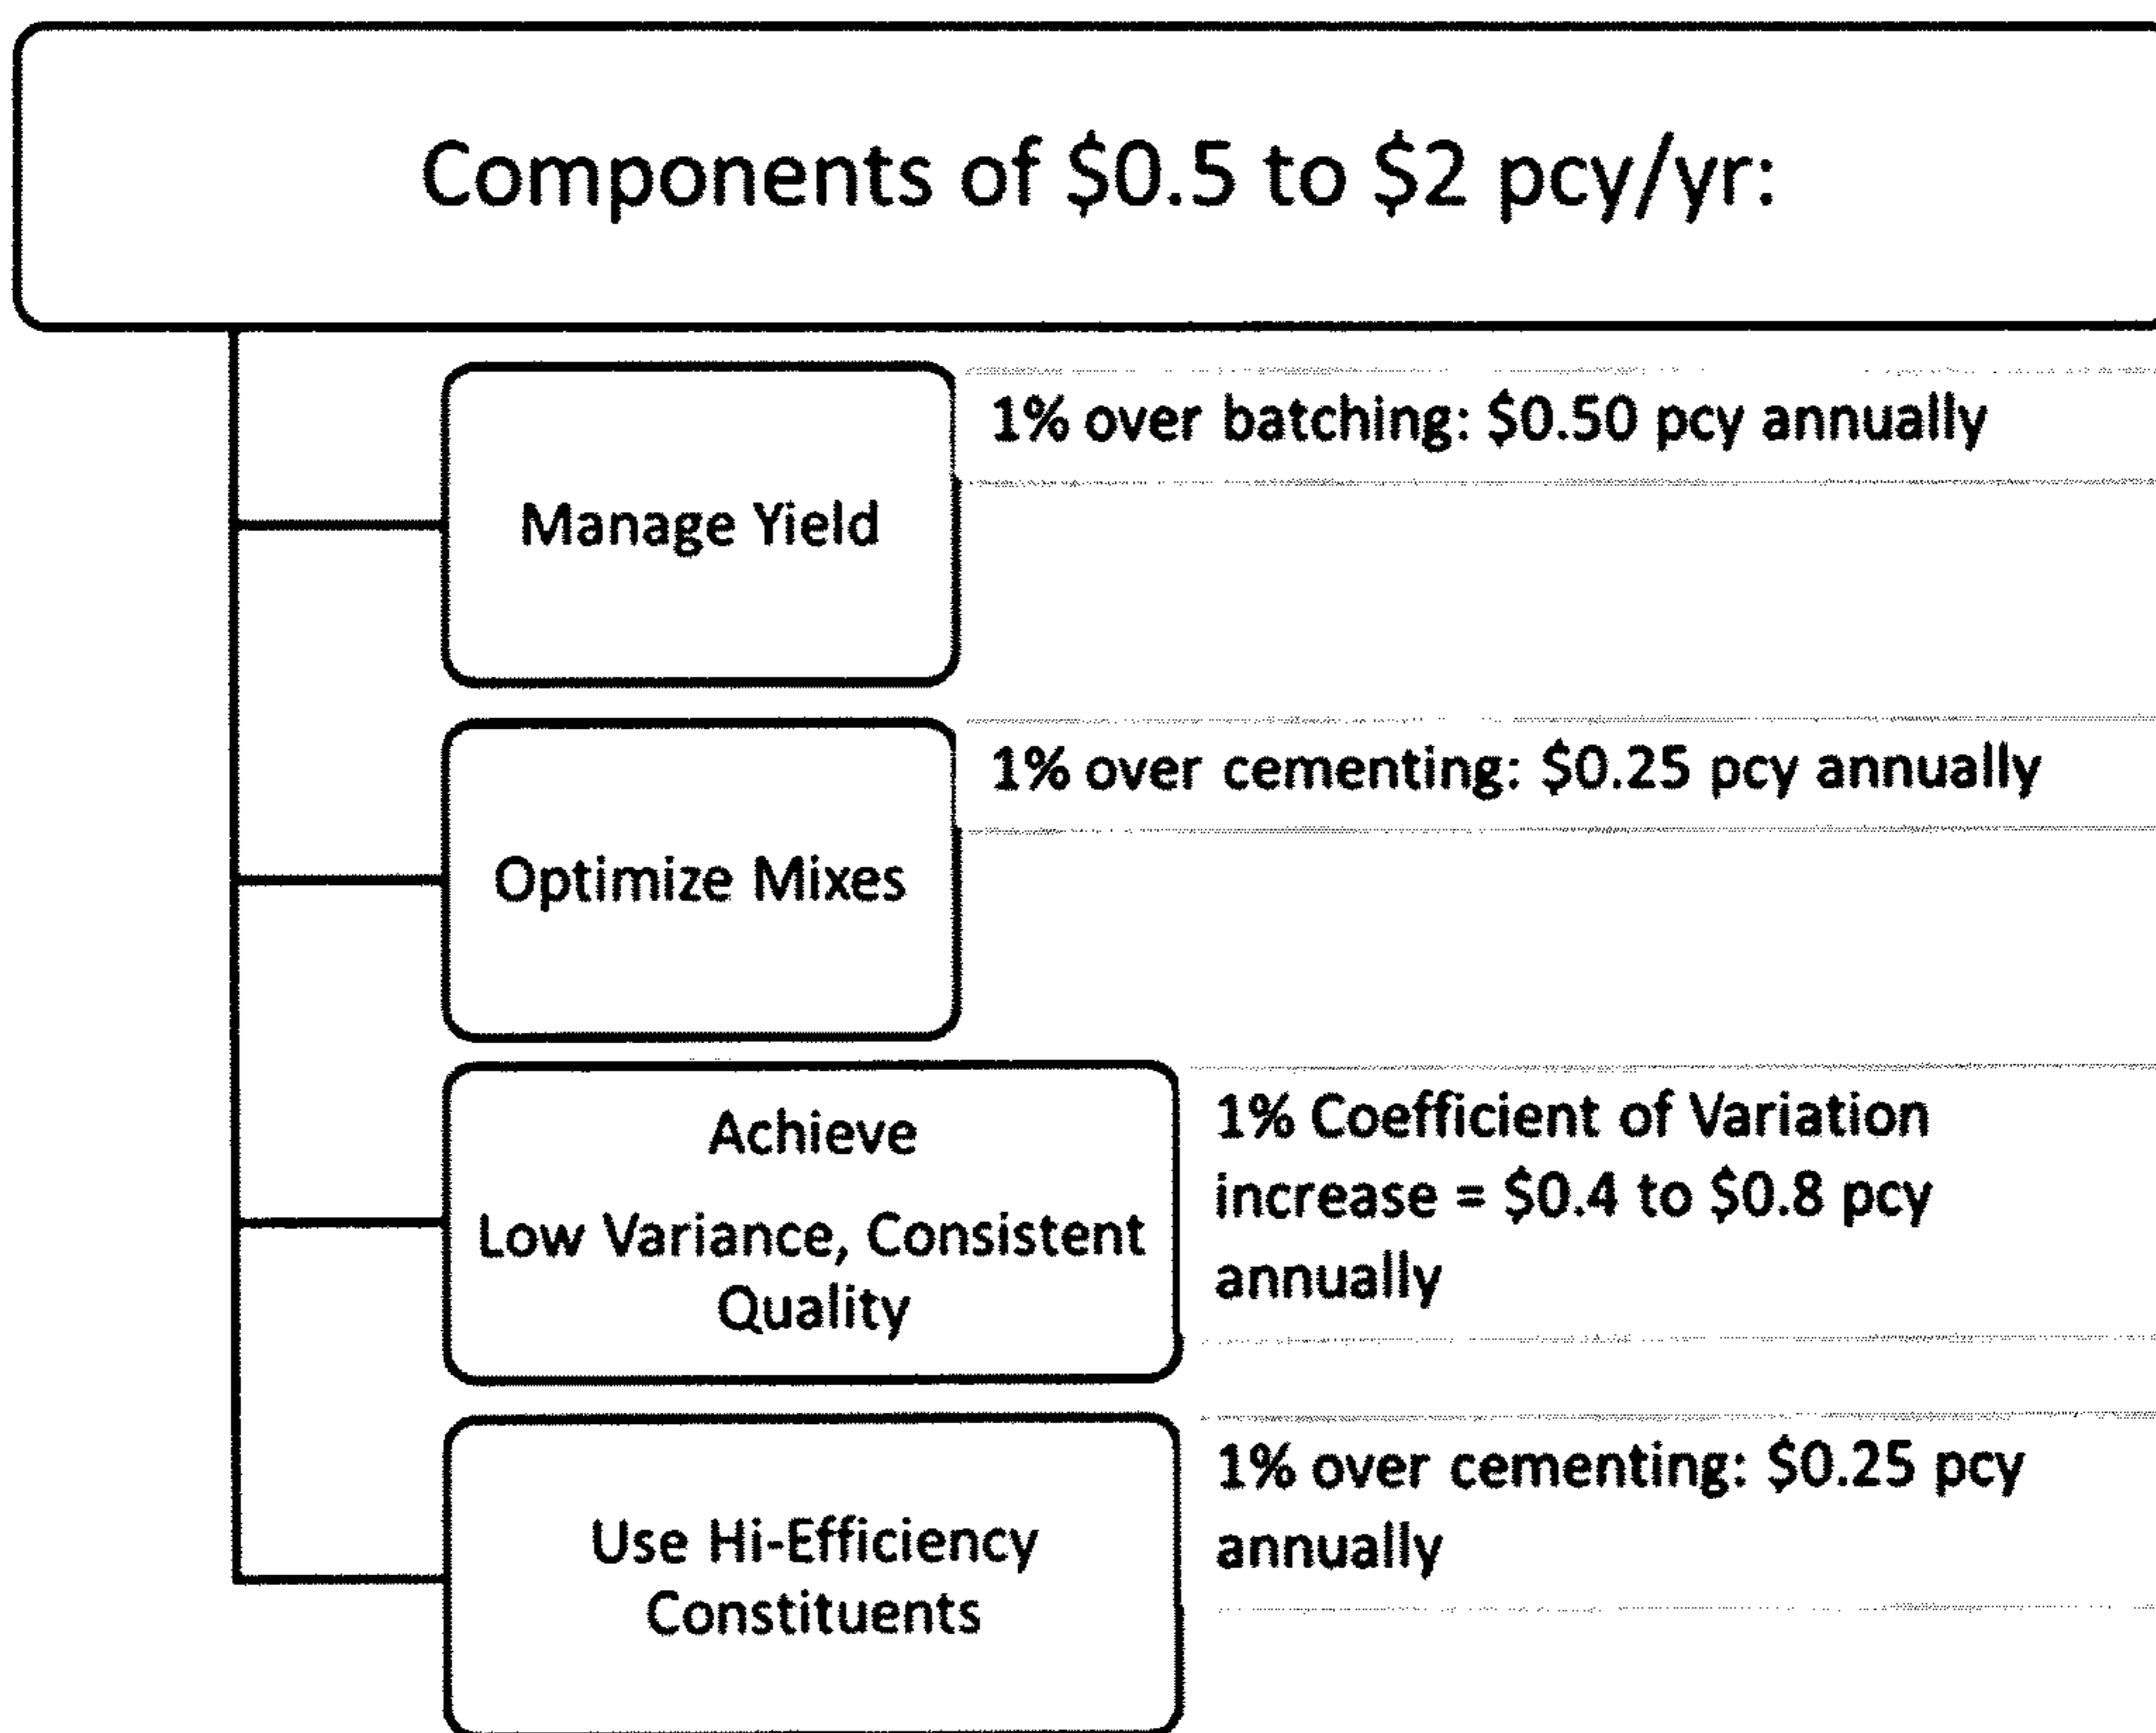 Components of $0.5 to $2 pcy/yr:
Manage Yield
1% over batching: $0.50 pcy annually
Optimize Mixes
1% over cementing: $0.25 pcy annually
Achieve
Low Variance, Consistent
Quality
1% Coefficient of Variation
increase = $0.4 to $0.8 pcy
annually
Use Hi-Efficiency
Constituents
1% over cementing: $0.25 pcy
annually